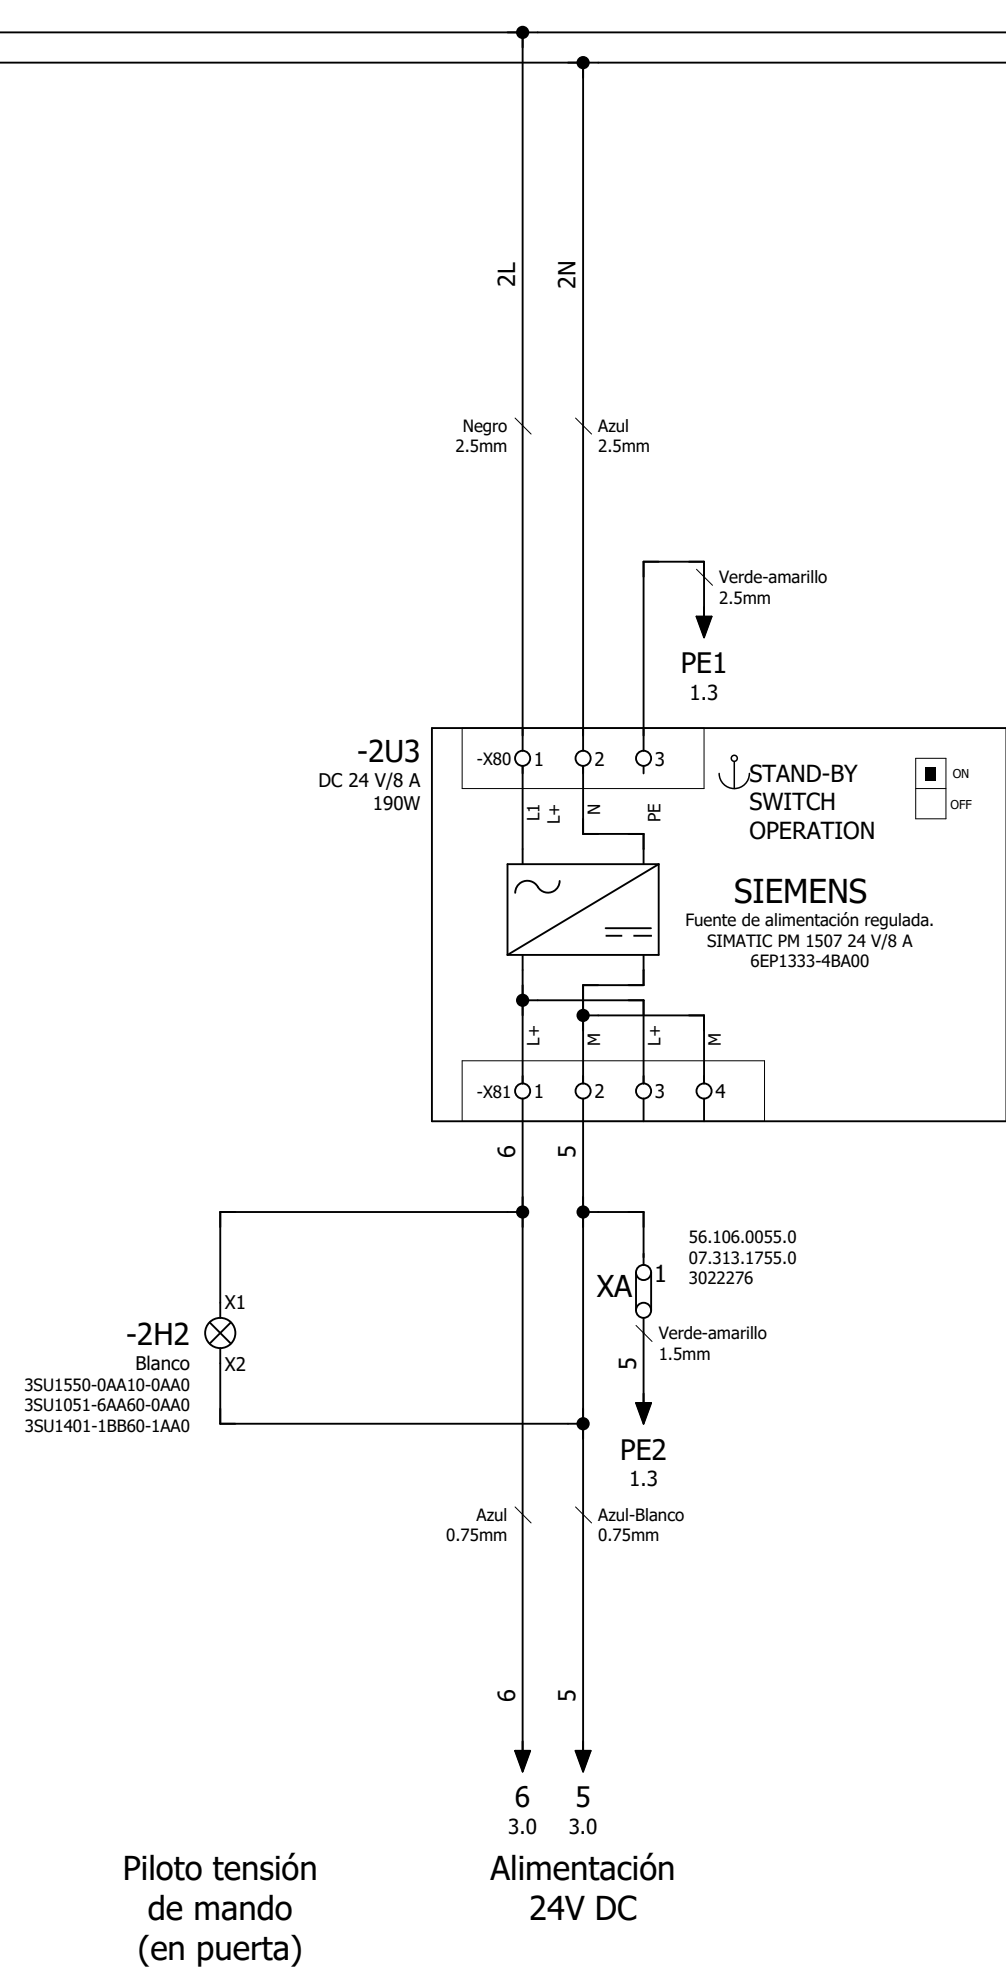 2L
2N
Negro
2.5mm
Azul
2.5mm
Verde-amarillo
2.5mm
PE1
1.3
-2U3
DC 24 V/8 A
190W
-X80 1 2 3
L1
L+
N
PE
STAND-BY
SWITCH
OPERATION
ON
OFF
SIEMENS
Fuente de alimentación regulada.
SIMATIC PM 1507 24 V/8 A
6EP1333-4BA00
L+
M
L+
M
-X81 1 2 3 4
6
5
56.106.0055.0
07.313.1755.0
3022276
XA 1
X1
-2H2
X2
Blanco
3SU1550-0AA10-0AA0
3SU1051-6AA60-0AA0
3SU1401-1BB60-1AA0
Verde-amarillo
1.5mm
5
PE2
1.3
Azul
0.75mm
Azul-Blanco
0.75mm
6
5
6
3.0
5
3.0
Piloto tensión
de mando
(en puerta)
Alimentación
24V DC